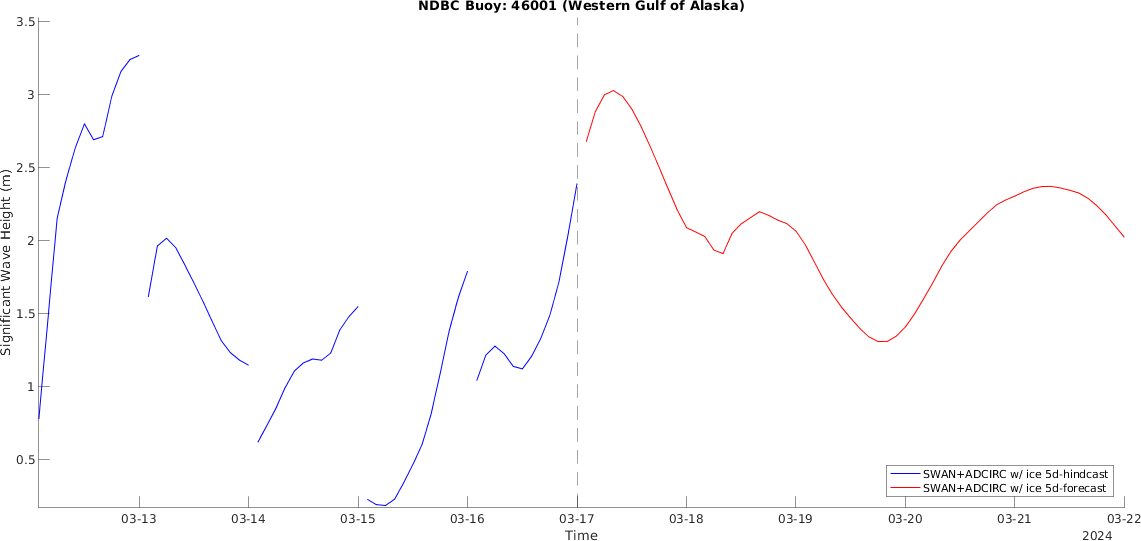 NDBC Buoy: 46001 (Western Gulf of Alaska)
Significant Wave Height (m)
3.5
3
2.5
2
1.5
1
0.5
SWAN+ADCIRC w/ ice 5d-hindcast
SWAN+ADCIRC w/ ice 5d-forecast
03-13 03-14 03-15 03-16 03-17 03-18 03-19 03-20 03-21 03-22
Time 2024